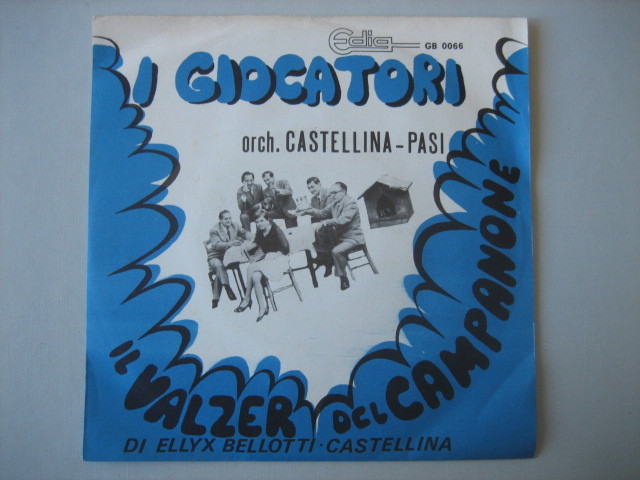 Edig GB 0066
I GIOCATORI
orch. CASTELLINA-PASI
IL VALZER DEL CAMPANONE
DI ELLYX BELLOTTI·CASTELLINA